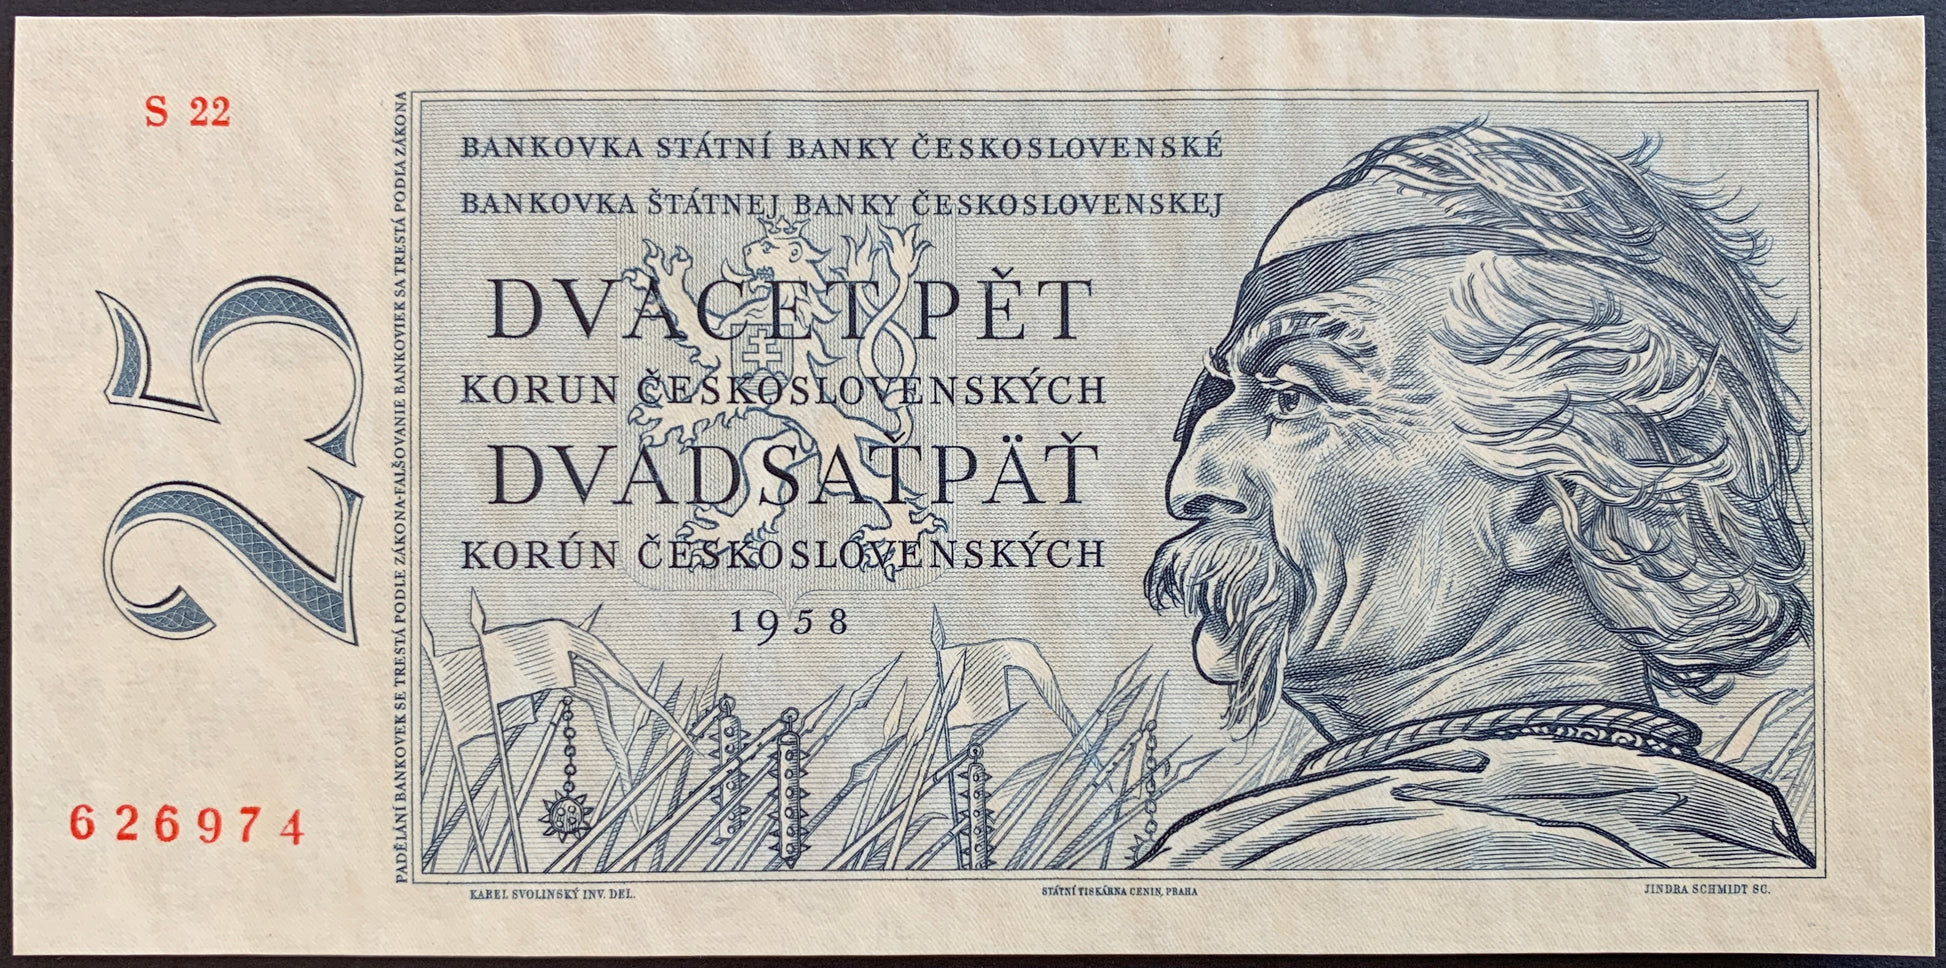 S 22
BANKOVKA STÁTNÍ BANKY ČESKOSLOVENSKÉ
BANKOVKA ŠTÁTNEJ BANKY ČESKOSLOVENSKEJ
DVACET PĚT
KORUN ČESKOSLOVENSKÝCH
DVADSAŤPÄŤ
KORÚN ČESKOSLOVENSKÝCH
1958
25
PADĚLÁNÍ BANKOVEK SE TRESTÁ PODLE ZÁKONA-FALŠOVANIE BANKOVIEK SA TRESTÁ PODLA ZÁKONA
626974
KAREL SVOLINSKÝ INV. DEL.
STÁTNÍ TISKÁRNA CENIN, PRAHA
JINDRA SCHMIDT SC.